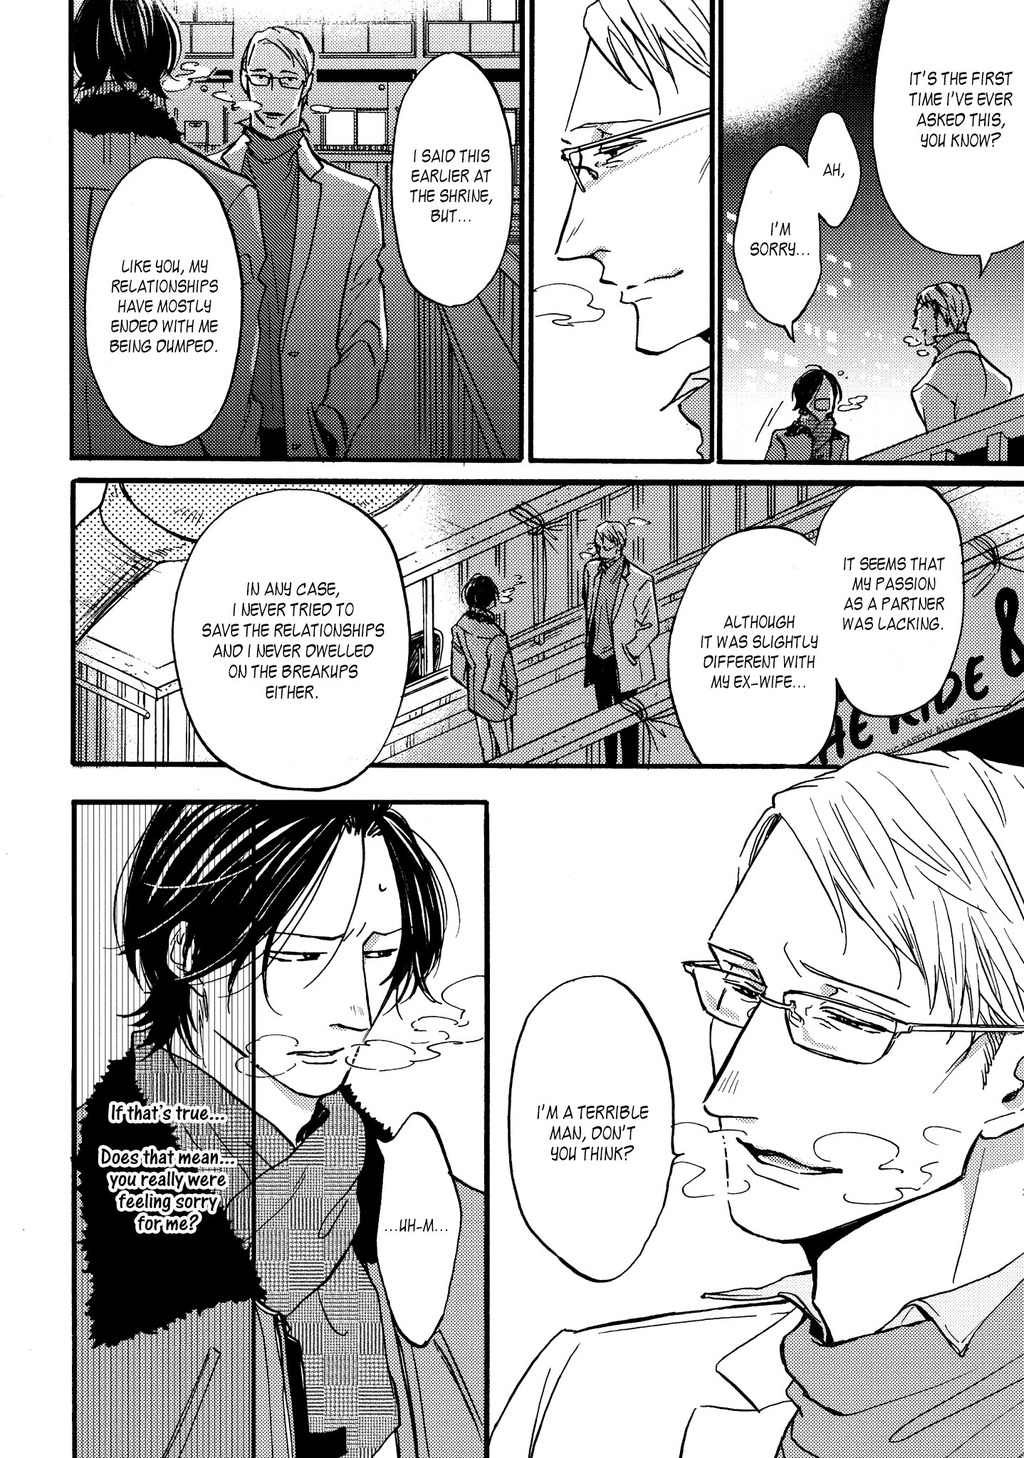 IT'S THE FIRST
TIME I'VE EVER
ASKED THIS,
YOU KNOW?
AH,
I'M
SORRY...
I SAID THIS
EARLIER AT
THE SHRINE,
BUT...
LIKE YOU, MY
RELATIONSHIPS
HAVE MOSTLY
ENDED WITH ME
BEING DUMPED.
IT SEEMS THAT
MY PASSION
AS A PARTNER
WAS LACKING.
ALTHOUGH
IT WAS SLIGHTLY
DIFFERENT WITH
MY EX-WIFE...
IN ANY CASE,
I NEVER TRIED TO
SAVE THE RELATIONSHIPS
AND I NEVER DWELLED
ON THE BREAKUPS
EITHER.
HE RIDE &
I'M A TERRIBLE
MAN, DON'T
YOU THINK?
...UH-M...
If that's true...
Does that mean...
you really were
feeling sorry
for me?